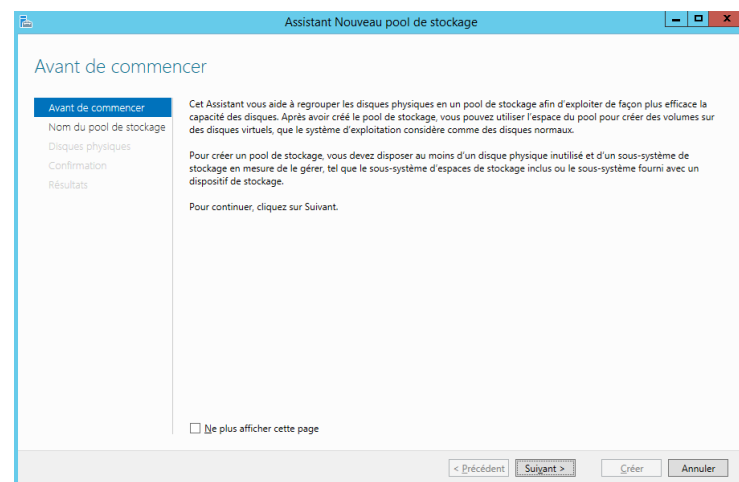 Assistant Nouveau pool de stockage
Avant de commencer
Avant de commencer
Nom du pool de stockage
Disques physiques
Confirmation
Résultats
Cet Assistant vous aide à regrouper les disques physiques en un pool de stockage afin d'exploiter de façon plus efficace la
capacité des disques. Après avoir créé le pool de stockage, vous pouvez utiliser l'espace du pool pour créer des volumes sur
des disques virtuels, que le système d'exploitation considère comme des disques normaux.
Pour créer un pool de stockage, vous devez disposer au moins d'un disque physique inutilisé et d'un sous-système de
stockage en mesure de le gérer, tel que le sous-système d'espaces de stockage inclus ou le sous-système fourni avec un
dispositif de stockage.
Pour continuer, cliquez sur Suivant.
Ne plus afficher cette page
< Précédent
Suivant >
Créer
Annuler